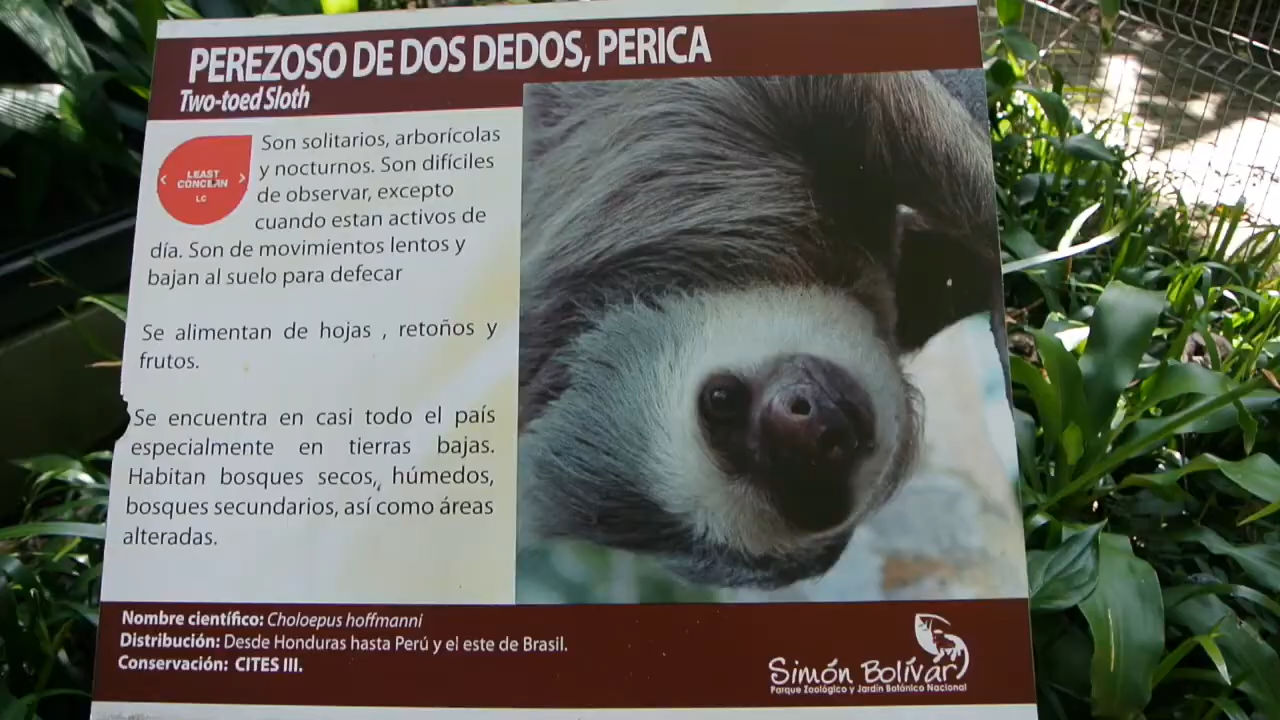 PEREZOSO DE DOS DEDOS, PERICA
Two-toed Sloth
LEAST
CONCERN
LC
Son solitarios, arborícolas
y nocturnos. Son difíciles
de observar, excepto
cuando estan activos de
día. Son de movimientos lentos y
bajan al suelo para defecar
Se alimentan de hojas , retoños y
frutos.
Se encuentra en casi todo el país
especialmente en tierras bajas.
Habitan bosques secos, húmedos,
bosques secundarios, así como áreas
alteradas.
Nombre científico: Choloepus hoffmanni
Distribución: Desde Honduras hasta Perú y el este de Brasil.
Conservación: CITES III.
Simón Bolívar
Parque Zoológico y Jardín Botánico Nacional